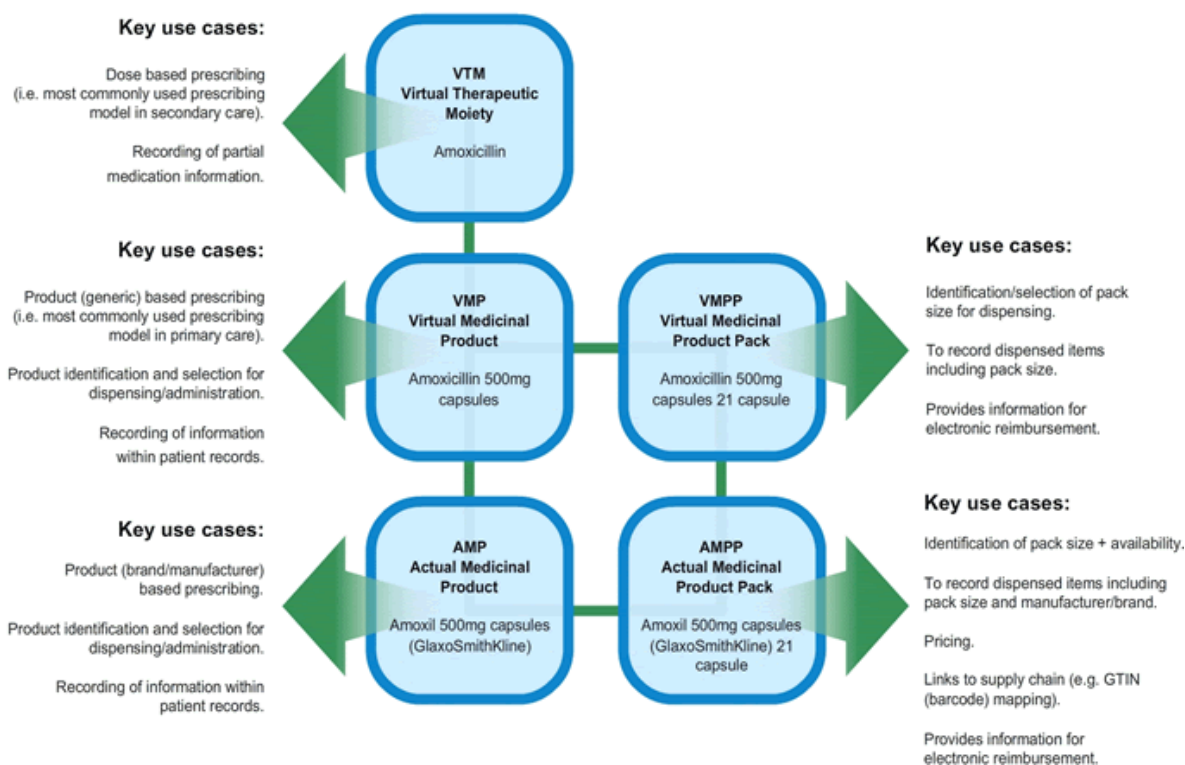 Key use cases:
Dose based prescribing
(i.e. most commonly used prescribing
model in secondary care).
Recording of partial
medication information.
VTM
Virtual Therapeutic
Moiety
Amoxicillin
Key use cases:
Product (generic) based prescribing
(i.e. most commonly used prescribing
model in primary care).
Product identification and selection for
dispensing/administration.
Recording of information
within patient records.
VMP
Virtual Medicinal
Product
Amoxicillin 500mg
capsules
VMPP
Virtual Medicinal
Product Pack
Amoxicillin 500mg
capsules 21 capsule
Key use cases:
Identification/selection of pack
size for dispensing.
To record dispensed items
including pack size.
Provides information for
electronic reimbursement.
Key use cases:
Product (brand/manufacturer)
based prescribing.
Product identification and selection for
dispensing/administration.
Recording of information within
patient records.
AMP
Actual Medicinal
Product
Amoxil 500mg capsules
(GlaxoSmithKline)
AMPP
Actual Medicinal
Product Pack
Amoxil 500mg capsules
(GlaxoSmithKline) 21
capsule
Key use cases:
Identification of pack size + availability.
To record dispensed items including
pack size and manufacturer/brand.
Pricing.
Links to supply chain (e.g. GTIN
(barcode) mapping).
Provides information for
electronic reimbursement.